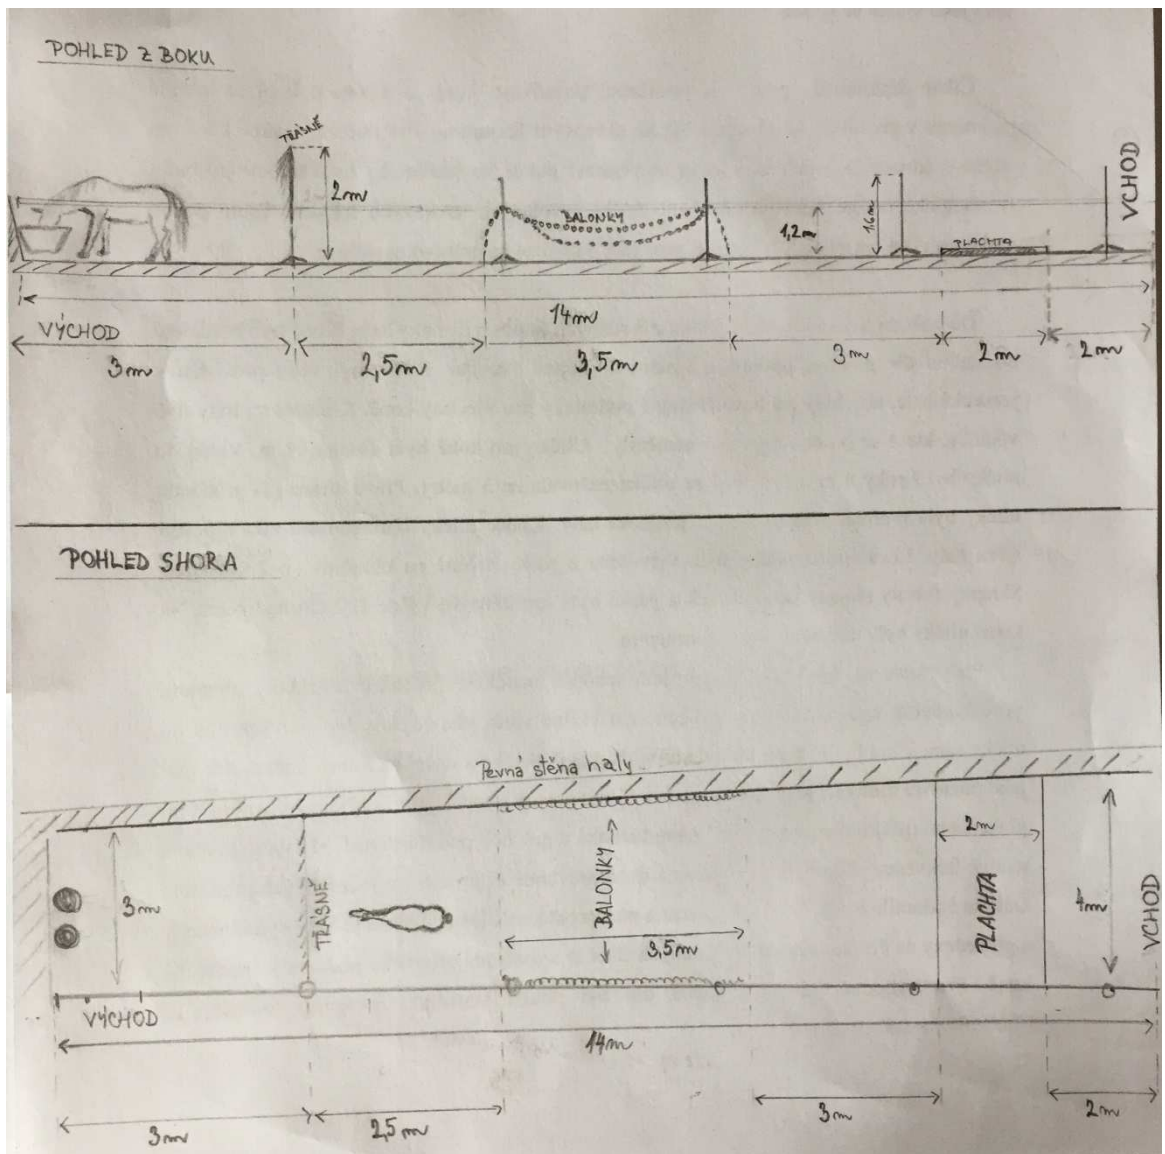 POHLED Z BOKU
TŘÁSNĚ
2m
BALONKY
1,2m
1,6m
PLACHTA
VCHOD
14m
VÝCHOD
3m
2,5m
3,5m
3m
2m
2m
POHLED SHORA
Pevná stěna haly
3m
TŘÁSNĚ
BALONKY
3,5m
2m
PLACHTA
4m
VCHOD
VÝCHOD
14m
3m
2,5m
3m
2m